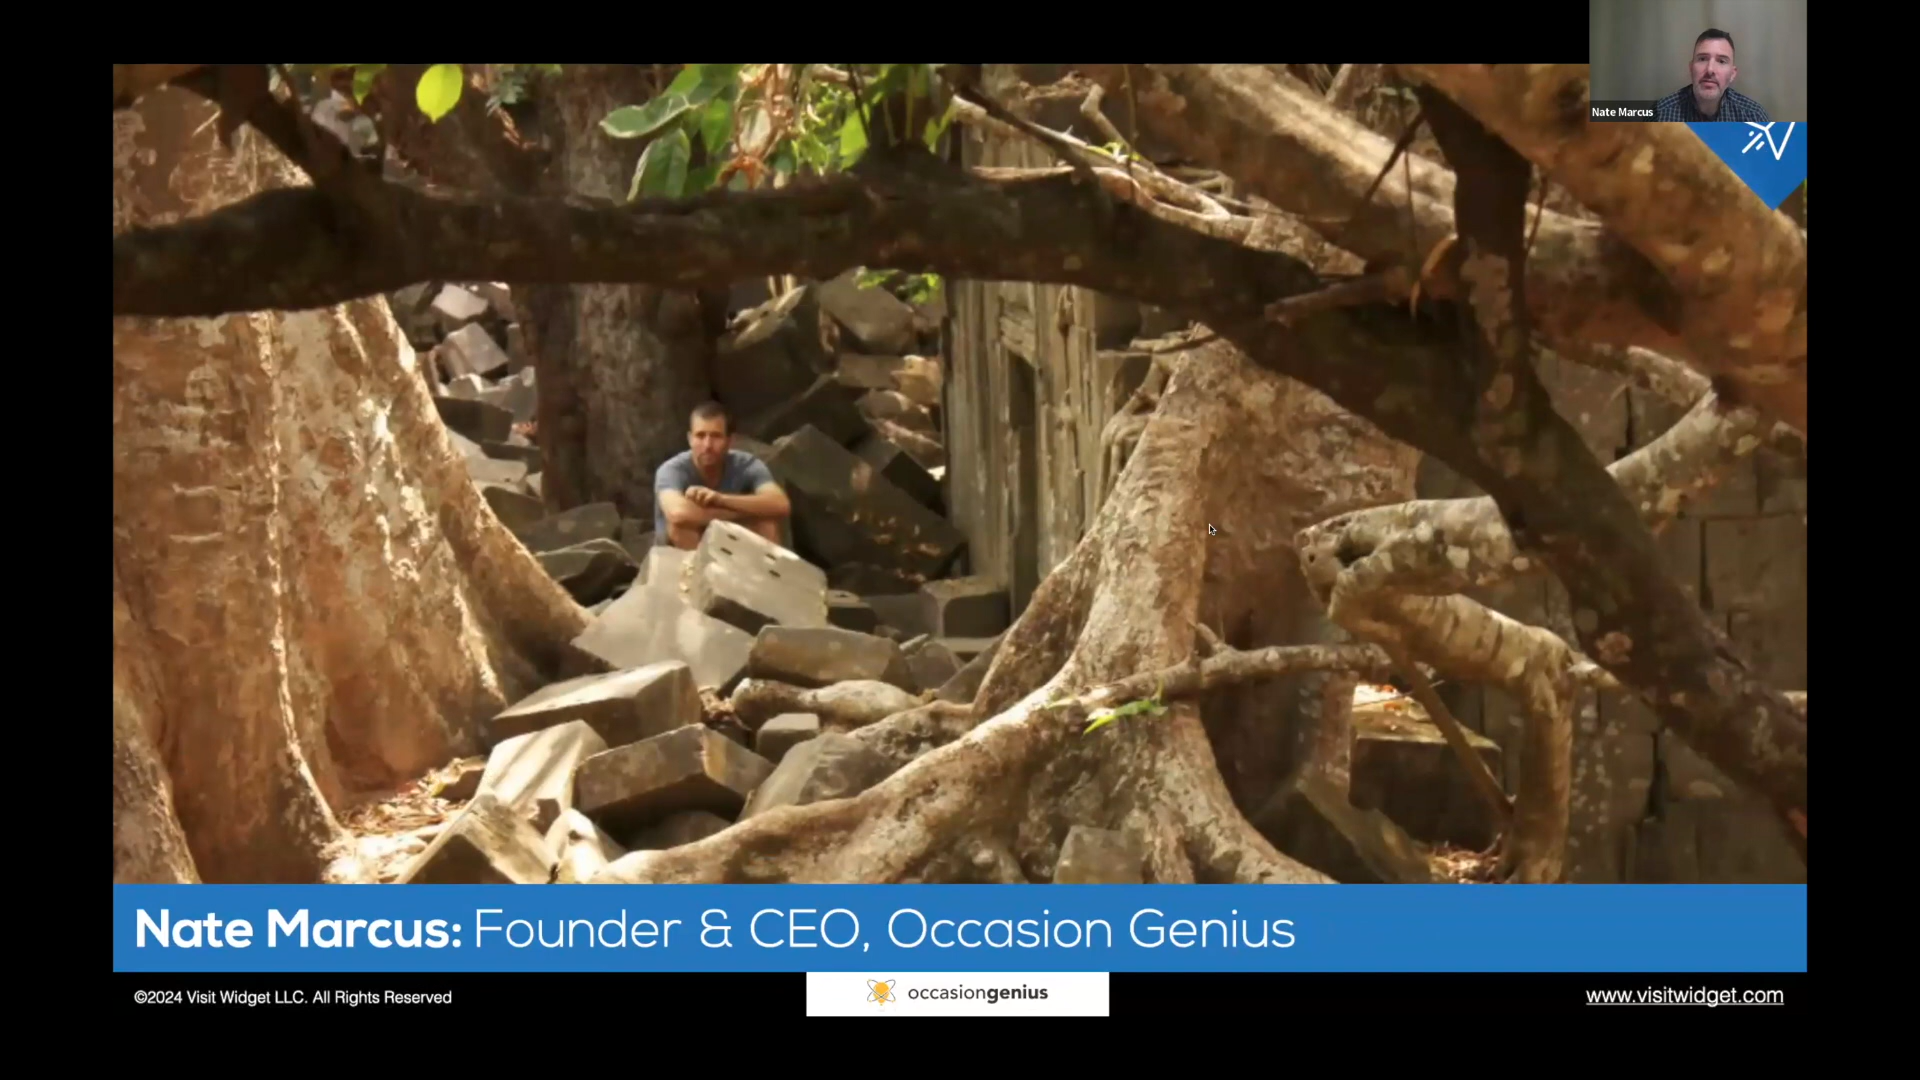 Nate Marcus
Nate Marcus: Founder & CEO, Occasion Genius
©2024 Visit Widget LLC. All Rights Reserved
occasiongenius
www.visitwidget.com